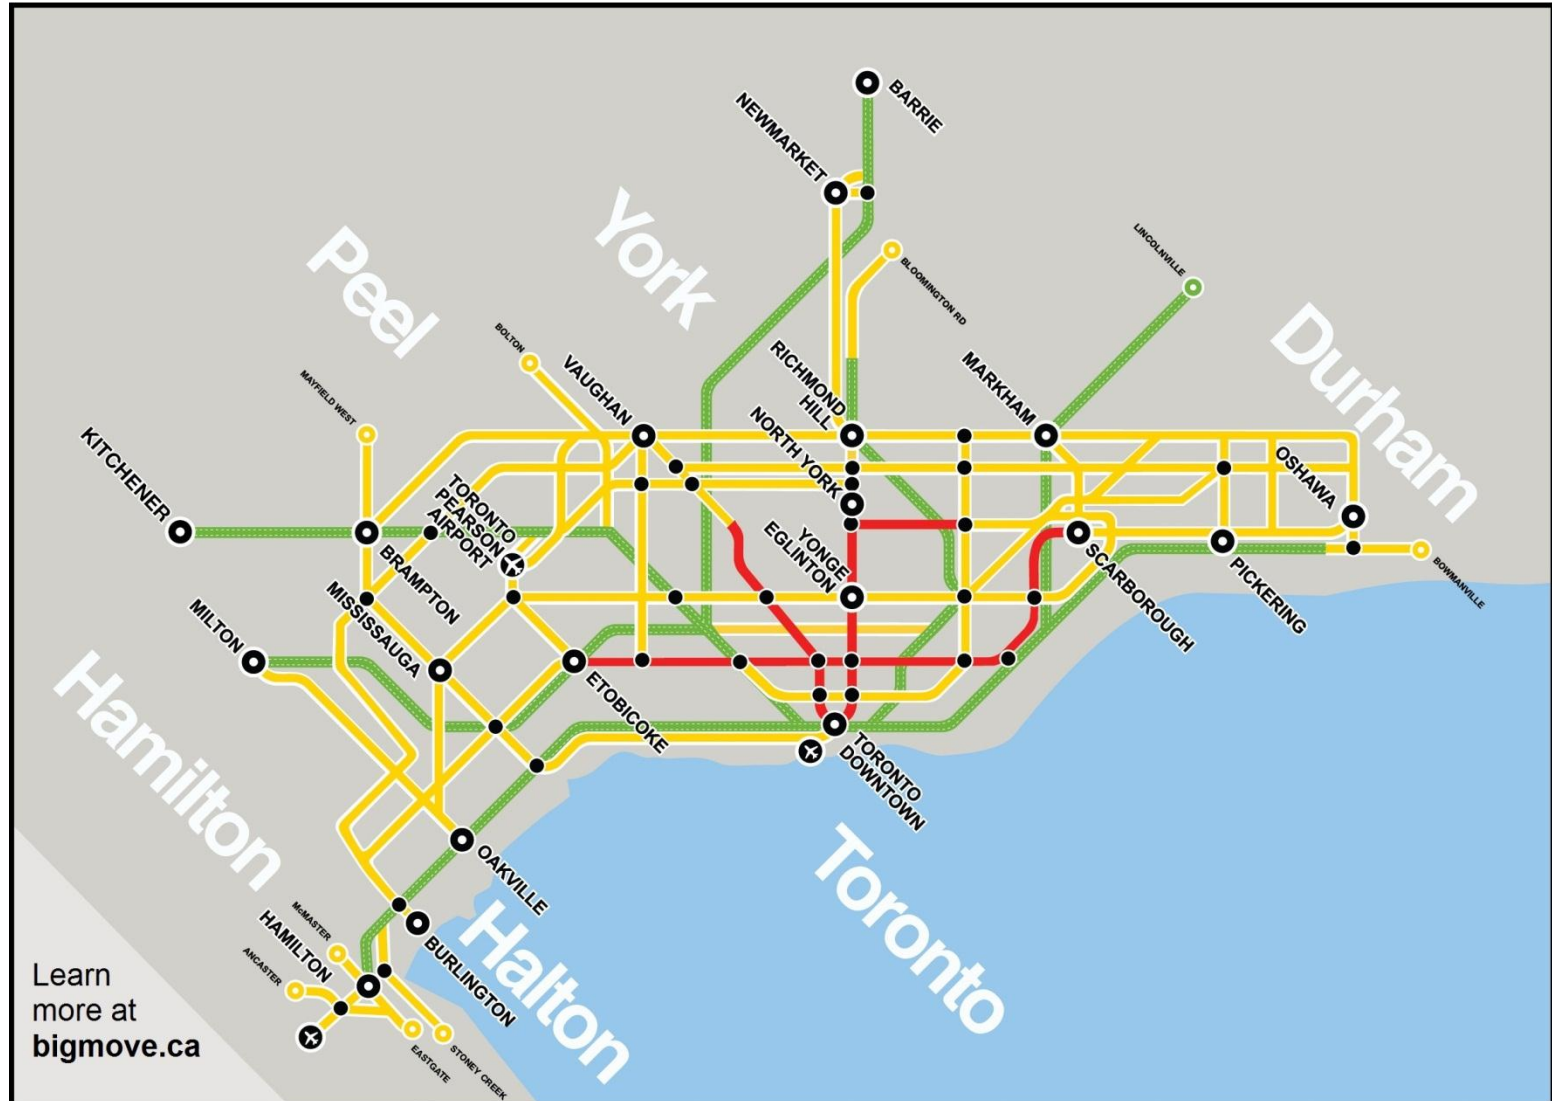 BARRIE
NEWMARKET
York
Peel
BLOOMINGTON RD
LINCOLNVILLE
Durham
BOLTON
VAUGHAN
RICHMOND
HILL
MARKHAM
MAYFIELD WEST
NORTH YORK
KITCHENER
TORONTO
PEARSON
AIRPORT
OSHAWA
YONGE
EGLINTON
BRAMPTON
SCARBOROUGH
PICKERING
BOWMANVILLE
MISSISSAUGA
MILTON
ETOBICOKE
Hamilton
TORONTO
DOWNTOWN
Toronto
OAKVILLE
McMASTER
HAMILTON
ANCASTER
BURLINGTON
Halton
EASTGATE
STONEY CREEK
Learn
more at
bigmove.ca